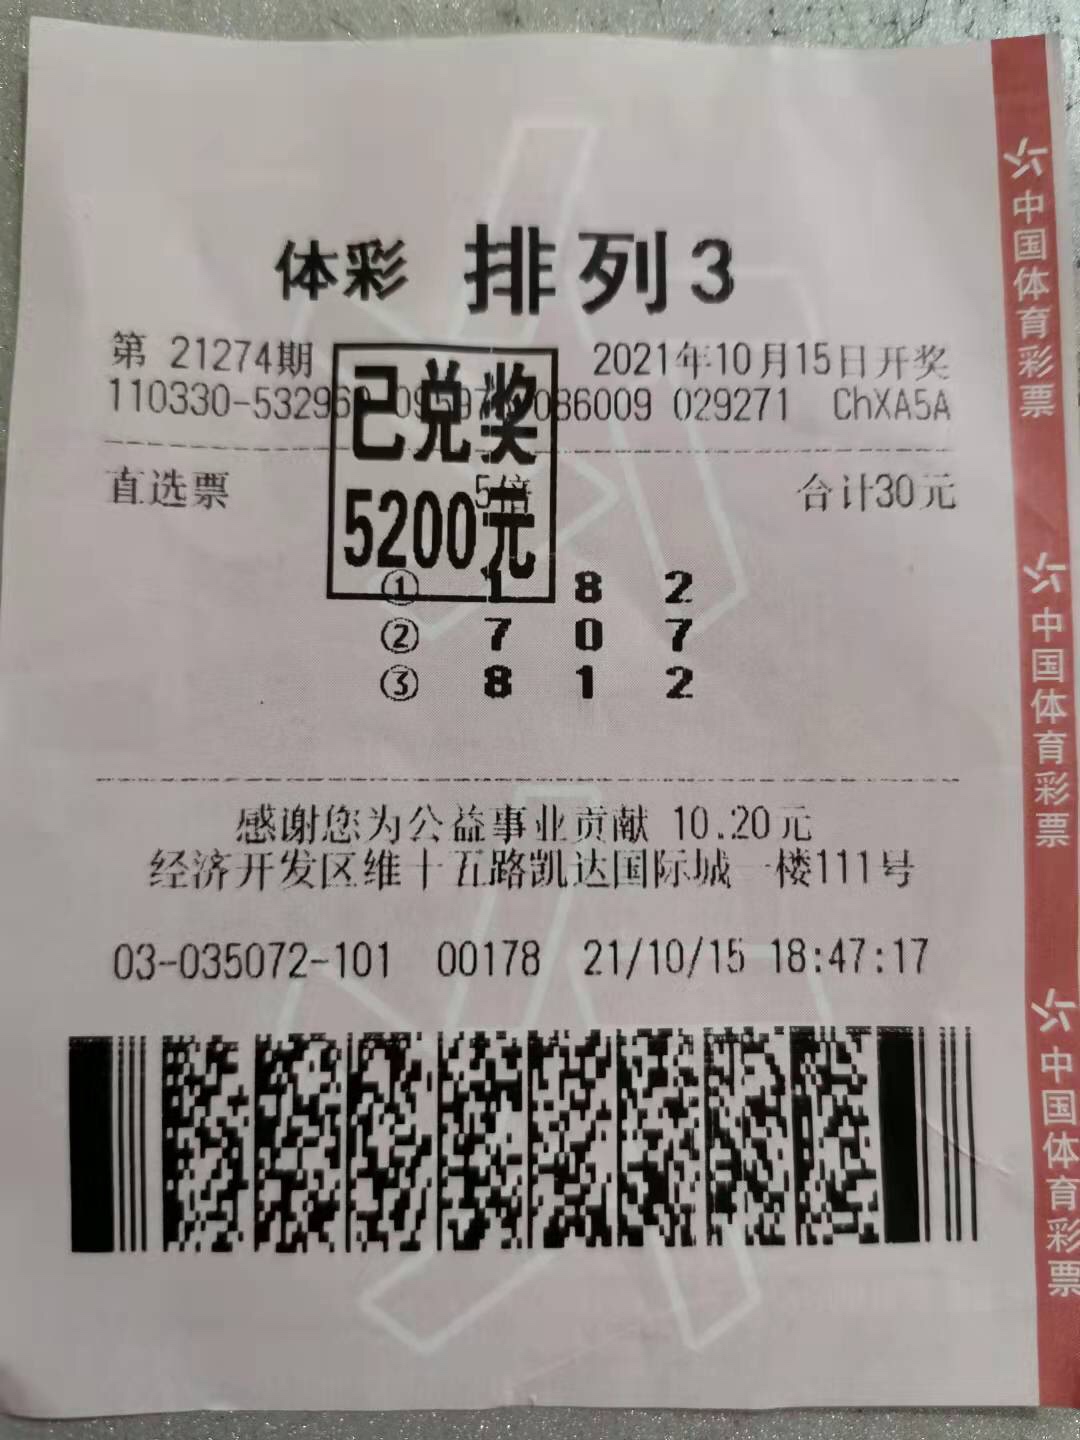 体彩 排列3
第 21274期 2021年10月15日开奖
110330-532960 086009 029271 ChXA5A
已兑奖
5200元
直选票 5倍 合计30元
① 1 8 2
② 7 0 7
③ 8 1 2
感谢您为公益事业贡献 10.20元
经济开发区维十五路凯达国际城一楼111号
03-035072-101 00178 21/10/15 18:47:17
中国体育彩票
中国体育彩票
中国体育彩票